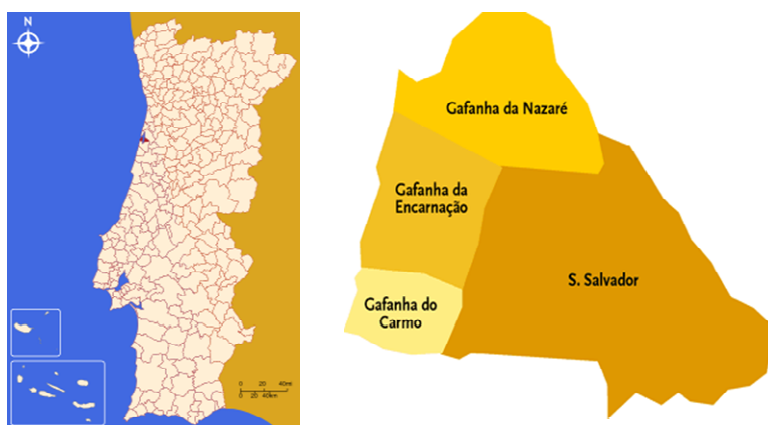 N
0 20 40mi
0 20 40km
Gafanha da Nazaré
Gafanha da
Encarnação
S. Salvador
Gafanha do
Carmo